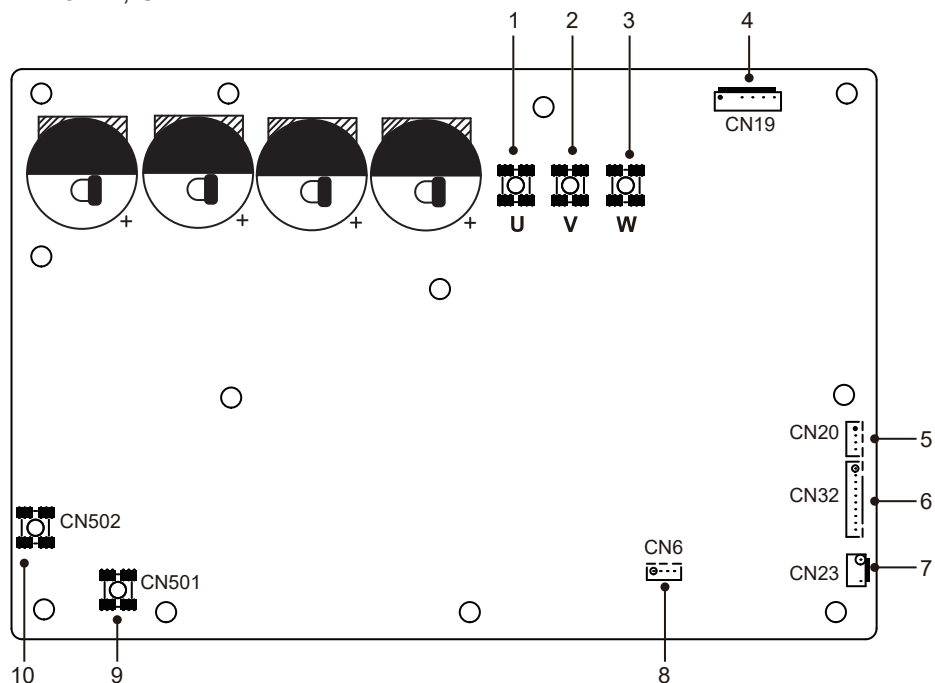 1 2 3 4
CN19
+ + + +
U V W
CN20 5
CN32 6
CN502
CN6
CN501
CN23 7
10 9 8